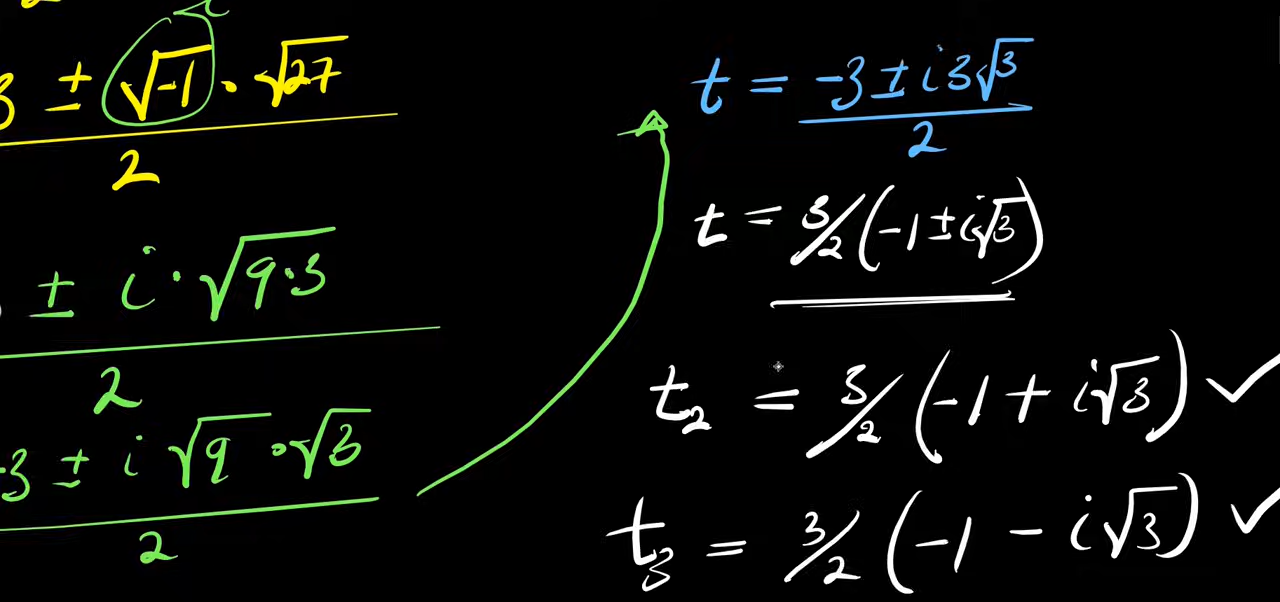 3 ± √-1 · √27
2
± i · √9·3
2
-3 ± i √9 · √3
2
t = -3 ± i3√3
2
t = 3/2 (-1 ± i√3)
t₂ = 3/2 (-1 + i√3) ✓
t₃ = 3/2 (-1 - i√3) ✓